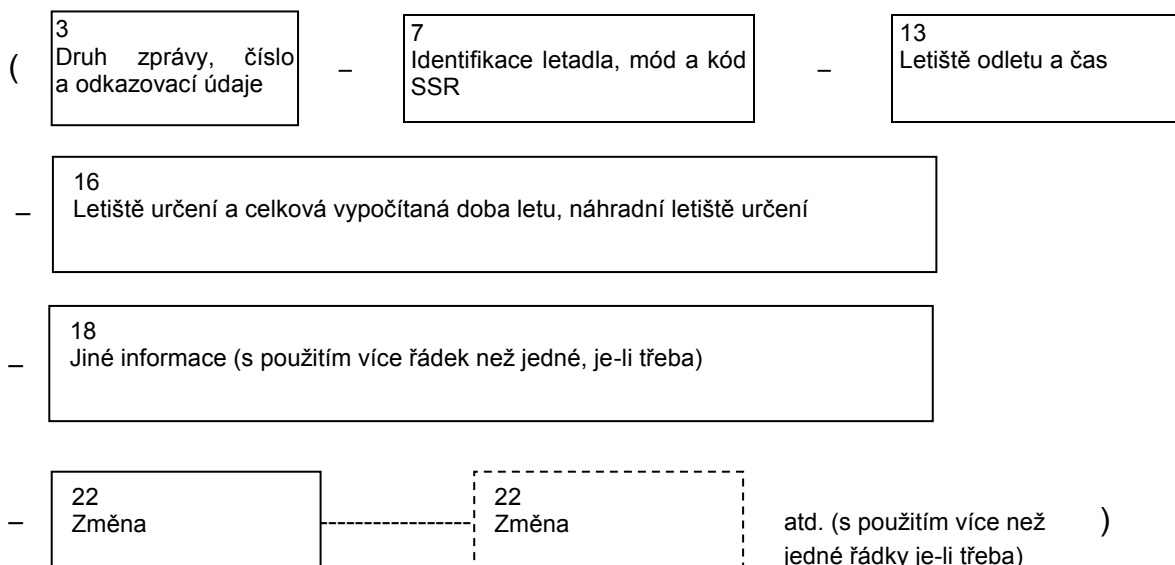 3 7 13
( Druh zprávy, číslo – Identifikace letadla, mód a kód – Letiště odletu a čas
a odkazovací údaje SSR
16
– Letiště určení a celková vypočítaná doba letu, náhradní letiště určení
18
– Jiné informace (s použitím více řádek než jedné, je-li třeba)
22 22
– Změna Změna atd. (s použitím více než )
jedné řádky je-li třeba)